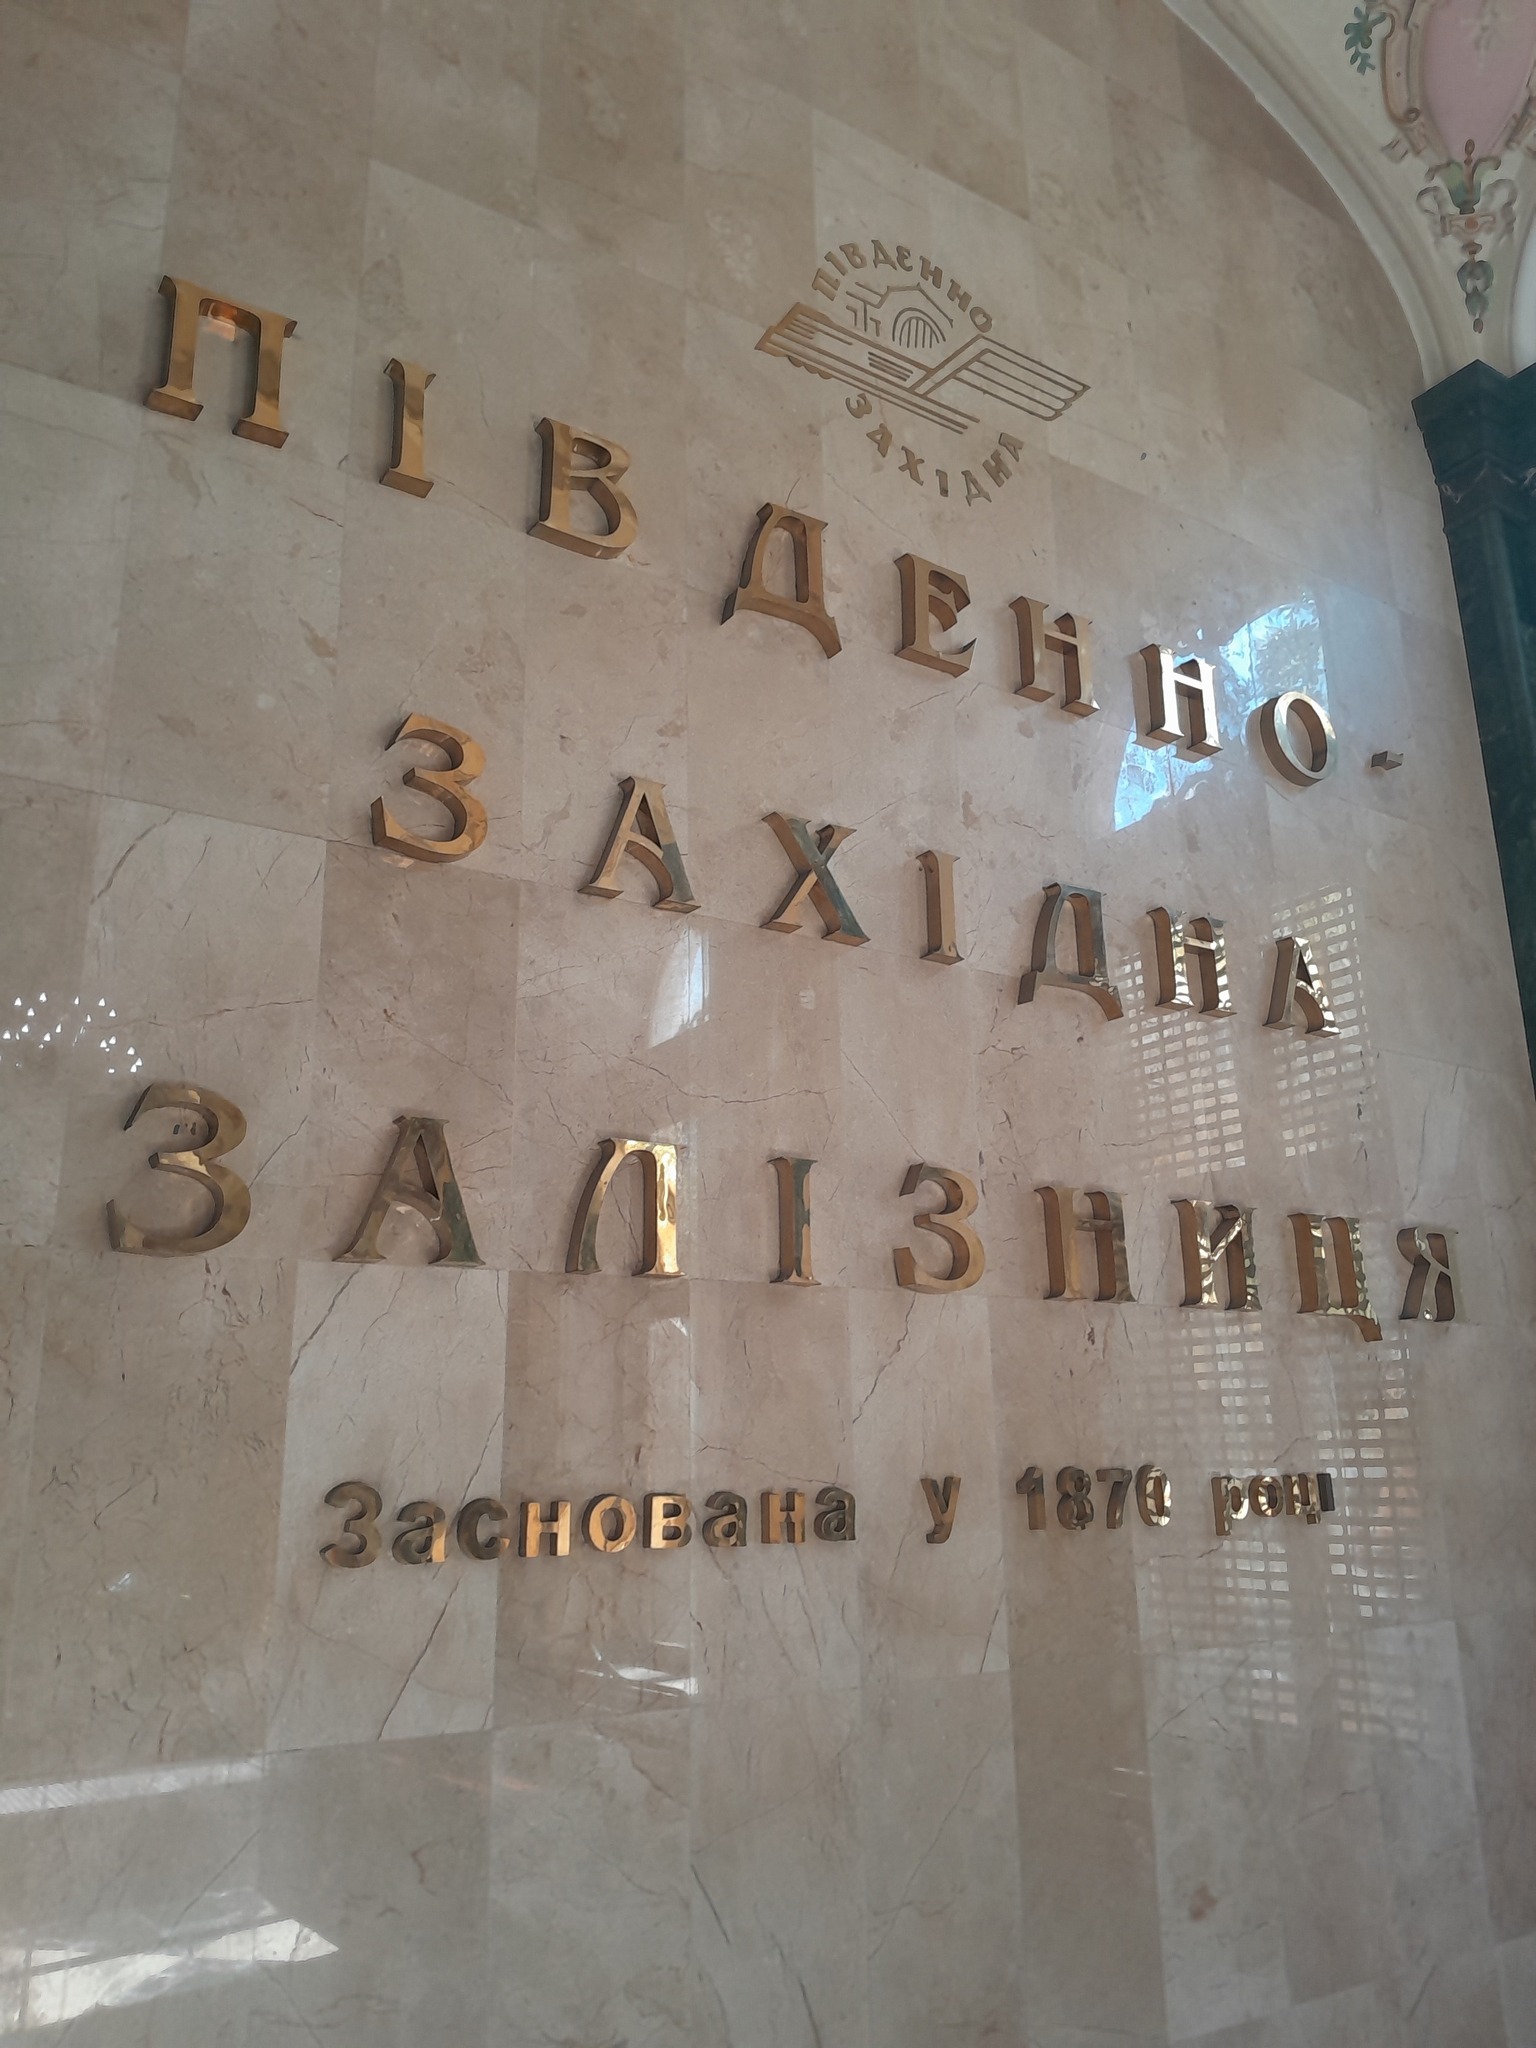 ПІВДЕННО
ЗАХІДНА
ПІВДЕННО-
ЗАХІДНА
ЗАЛІЗНИЦЯ
Заснована у 1870 році